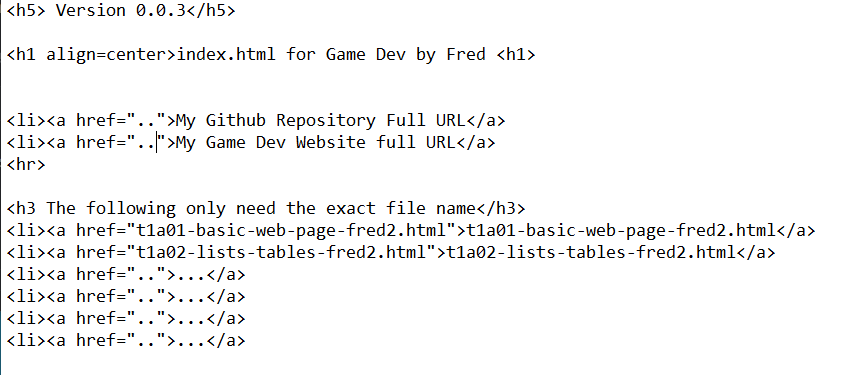 <h5> Version 0.0.3</h5>
<h1 align=center>index.html for Game Dev by Fred <h1>
<li><a href="..">My Github Repository Full URL</a>
<li><a href="..">My Game Dev Website full URL</a>
<hr>
<h3 The following only need the exact file name</h3>
<li><a href="t1a01-basic-web-page-fred2.html">t1a01-basic-web-page-fred2.html</a>
<li><a href="t1a02-lists-tables-fred2.html">t1a02-lists-tables-fred2.html</a>
<li><a href="..">...</a>
<li><a href="..">...</a>
<li><a href="..">...</a>
<li><a href="..">...</a>